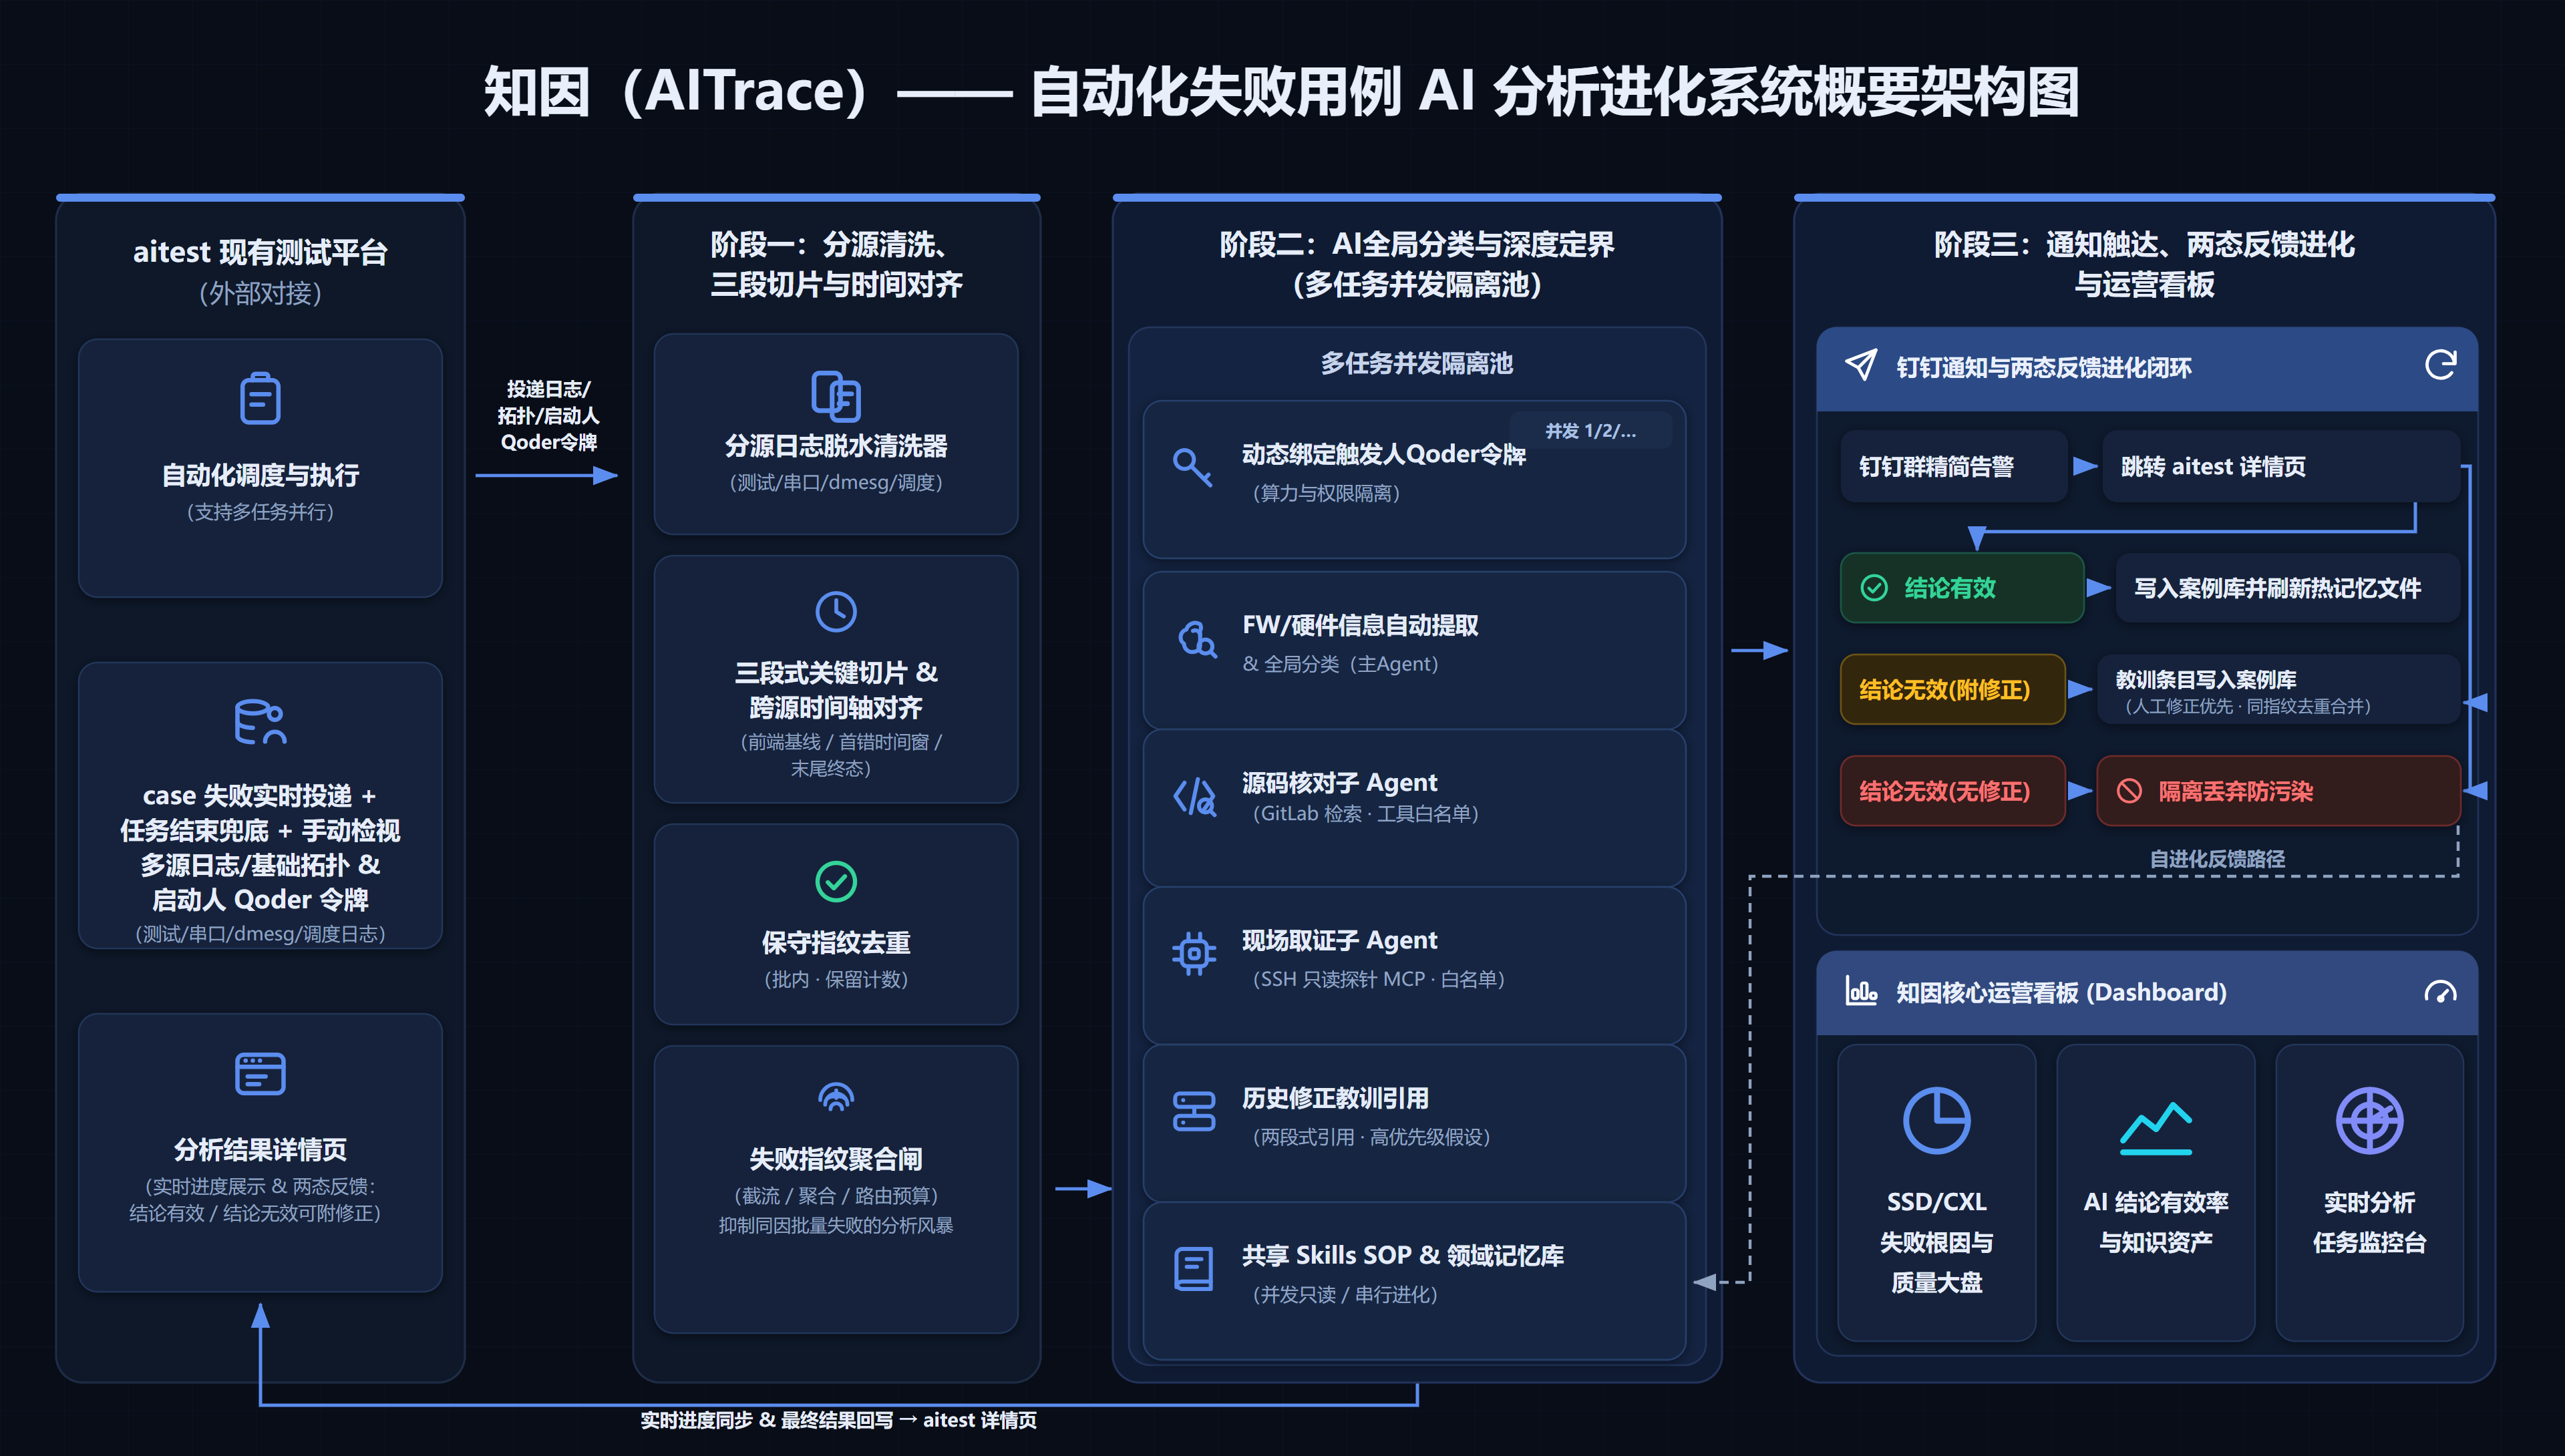 知因（AITrace）—— 自动化失败用例 AI 分析进化系统概要架构图
aitest 现有测试平台
（外部对接）
自动化调度与执行
（支持多任务并行）
case 失败实时投递 +
任务结束兜底 + 手动检视
多源日志/基础拓扑 &
启动人 Qoder 令牌
（测试/串口/dmesg/调度日志）
分析结果详情页
（实时进度展示 & 两态反馈：
结论有效 / 结论无效可附修正）
投递日志/
拓扑/启动人
Qoder令牌
阶段一：分源清洗、
三段切片与时间对齐
分源日志脱水清洗器
（测试/串口/dmesg/调度）
三段式关键切片 &
跨源时间轴对齐
（前端基线 / 首错时间窗 /
末尾终态）
保守指纹去重
（批内 · 保留计数）
失败指纹聚合闸
（截流 / 聚合 / 路由预算）
抑制同因批量失败的分析风暴
阶段二：AI全局分类与深度定界
（多任务并发隔离池）
多任务并发隔离池
并发 1/2/...
动态绑定触发人Qoder令牌
（算力与权限隔离）
FW/硬件信息自动提取
& 全局分类（主Agent）
源码核对子 Agent
（GitLab 检索 · 工具白名单）
现场取证子 Agent
（SSH 只读探针 MCP · 白名单）
历史修正教训引用
（两段式引用 · 高优先级假设）
共享 Skills SOP & 领域记忆库
（并发只读 / 串行进化）
阶段三：通知触达、两态反馈进化
与运营看板
钉钉通知与两态反馈进化闭环
钉钉群精简告警
跳转 aitest 详情页
结论有效
写入案例库并刷新热记忆文件
结论无效(附修正)
教训条目写入案例库
（人工修正优先 · 同指纹去重合并）
结论无效(无修正)
隔离丢弃防污染
自进化反馈路径
知因核心运营看板 (Dashboard)
SSD/CXL
失败根因与
质量大盘
AI 结论有效率
与知识资产
实时分析
任务监控台
实时进度同步 & 最终结果回写 → aitest 详情页